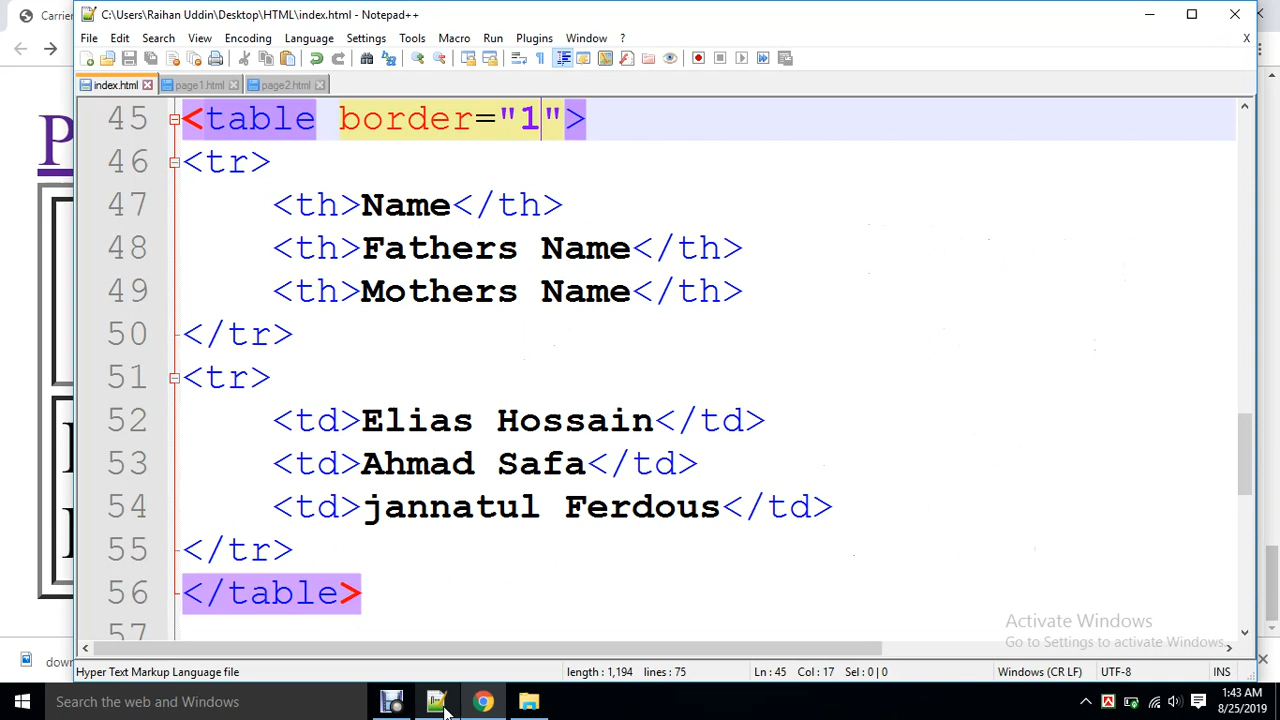 Carrier
C:\Users\Raihan Uddin\Desktop\HTML\index.html - Notepad++
File Edit Search View Encoding Language Settings Tools Macro Run Plugins Window ? X
index.html page1.html page2.html
P
45 <table border="1">
46 <tr>
47 <th>Name</th>
48 <th>Fathers Name</th>
49 <th>Mothers Name</th>
50 </tr>
51 <tr>
52 <td>Elias Hossain</td>
53 <td>Ahmad Safa</td>
54 <td>jannatul Ferdous</td>
55 </tr>
56 </table>
57
Activate Windows
Go to Settings to activate Windows.
dow
Hyper Text Markup Language file length : 1,194 lines : 75 Ln : 45 Col : 17 Sel : 0 | 0 Windows (CR LF) UTF-8 INS
Search the web and Windows
1:43 AM
8/25/2019